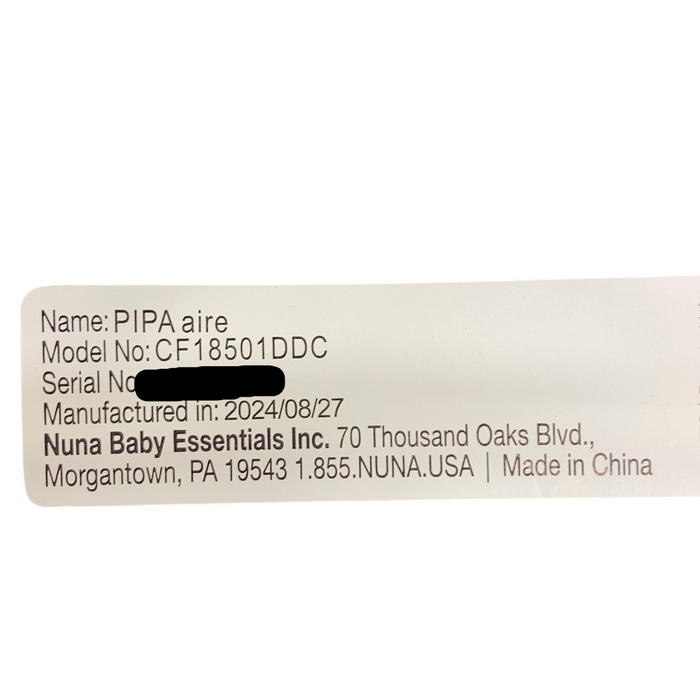 Name: PIPA aire
Model No: CF18501DDC
Serial No
Manufactured in: 2024/08/27
Nuna Baby Essentials Inc. 70 Thousand Oaks Blvd.,
Morgantown, PA 19543 1.855.NUNA.USA | Made in China